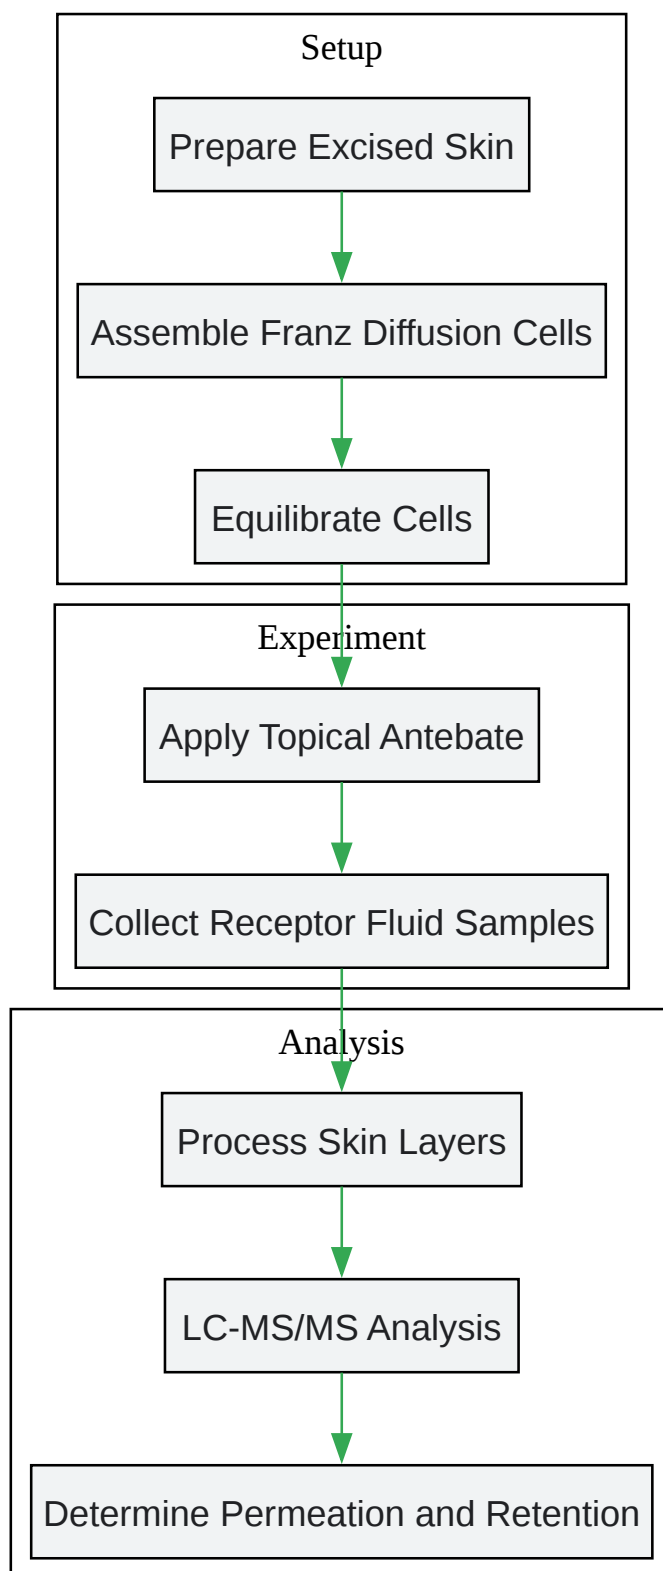 Setup
Prepare Excised Skin
Assemble Franz Diffusion Cells
Equilibrate Cells
Experiment
Apply Topical Antebate
Collect Receptor Fluid Samples
Analysis
Process Skin Layers
LC-MS/MS Analysis
Determine Permeation and Retention